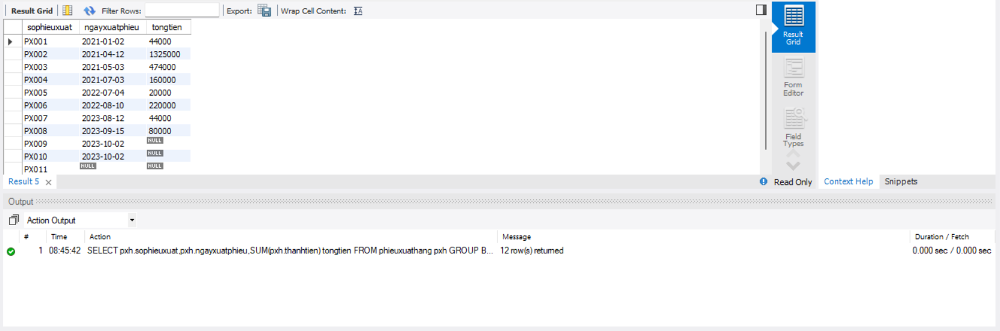 Result Grid Filter Rows: Export: Wrap Cell Content:
sophieuxuat ngayxuatphieu tongtien
PX001 2021-01-02 44000
PX002 2021-04-12 1325000
PX003 2021-05-03 474000
PX004 2021-07-03 160000
PX005 2022-07-04 20000
PX006 2022-08-10 220000
PX007 2023-08-12 44000
PX008 2023-09-15 80000
PX009 2023-10-02 NULL
PX010 2023-10-02 NULL
PX011 NULL NULL
Result
Grid
Form
Editor
Field
Types
Result 5 Read Only Context Help Snippets
Output
Action Output
# Time Action Message Duration / Fetch
1 08:45:42 SELECT pxh.sophieuxuat,pxh.ngayxuatphieu,SUM(pxh.thanhtien) tongtien FROM phieuxuathang pxh GROUP B... 12 row(s) returned 0.000 sec / 0.000 sec